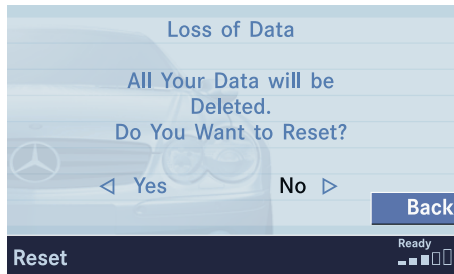 Loss of Data
All Your Data will be
Deleted.
Do You Want to Reset?
Yes No
Back
Reset Ready